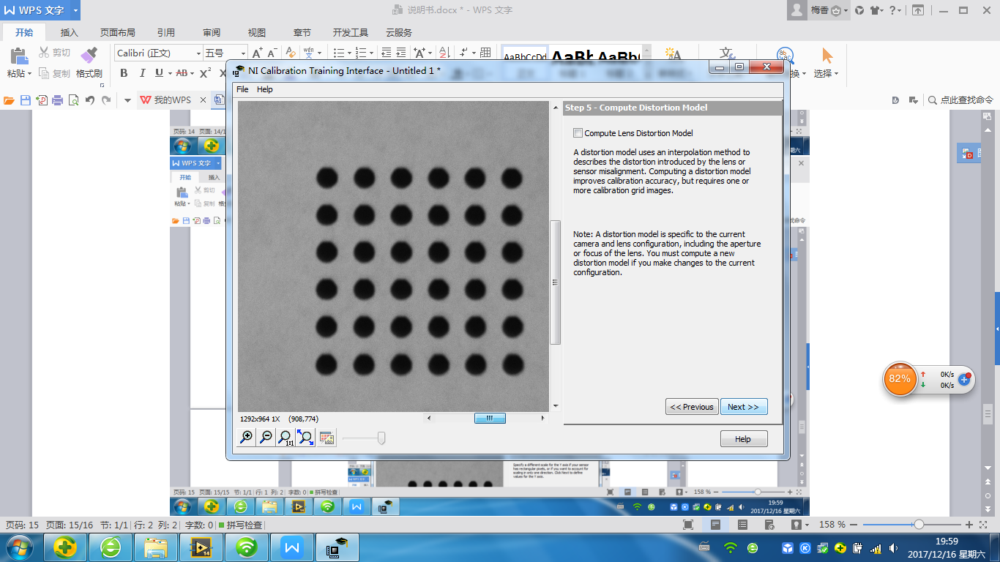 WPS 文字
说明书.docx * - WPS 文字
梅香
开始 插入 页面布局 引用 审阅 视图 章节 开发工具 云服务
粘贴 剪切 复制 格式刷
Calibri (正文) 五号
B I U AB X² A A wén 文
AaBbCcDd AaBb AaBb(
选择
我的WPS
点此查找命令
NI Calibration Training Interface - Untitled 1 *
File Help
Step 5 - Compute Distortion Model
Compute Lens Distortion Model
A distortion model uses an interpolation method to
describes the distortion introduced by the lens or
sensor misalignment. Computing a distortion model
improves calibration accuracy, but requires one or
more calibration grid images.
Note: A distortion model is specific to the current
camera and lens configuration, including the aperture
or focus of the lens. You must compute a new
distortion model if you make changes to the current
configuration.
<< Previous Next >>
1292x964 1X (908,774)
1:1
Help
页码: 14 页面: 14/1
WPS 文字
开始 插入
粘贴 剪切 复制
82% 0K/s
0K/s
Specify a different scale for the Y axis if your sensor
has rectangular pixels, or if you want to account for
scaling in only one direction. Click Next to define
values for the Y axis.
页码: 15 页面: 15/15 节: 1/1 行: 1 列: 2 字数: 0 拼写检查 158 %
19:59
2017/12/16 星期六
页码: 15 页面: 15/16 节: 1/1 行: 2 列: 2 字数: 0 拼写检查 158 %
14
19:59
2017/12/16 星期六